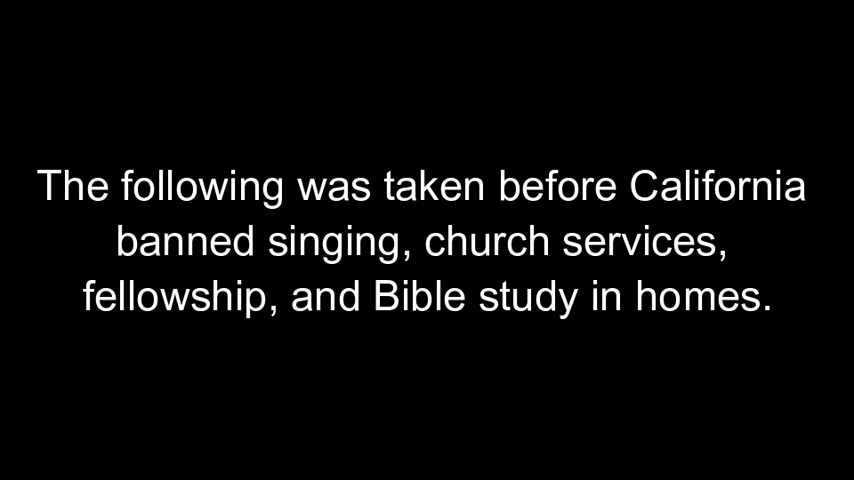 The following was taken before California
banned singing, church services,
fellowship, and Bible study in homes.